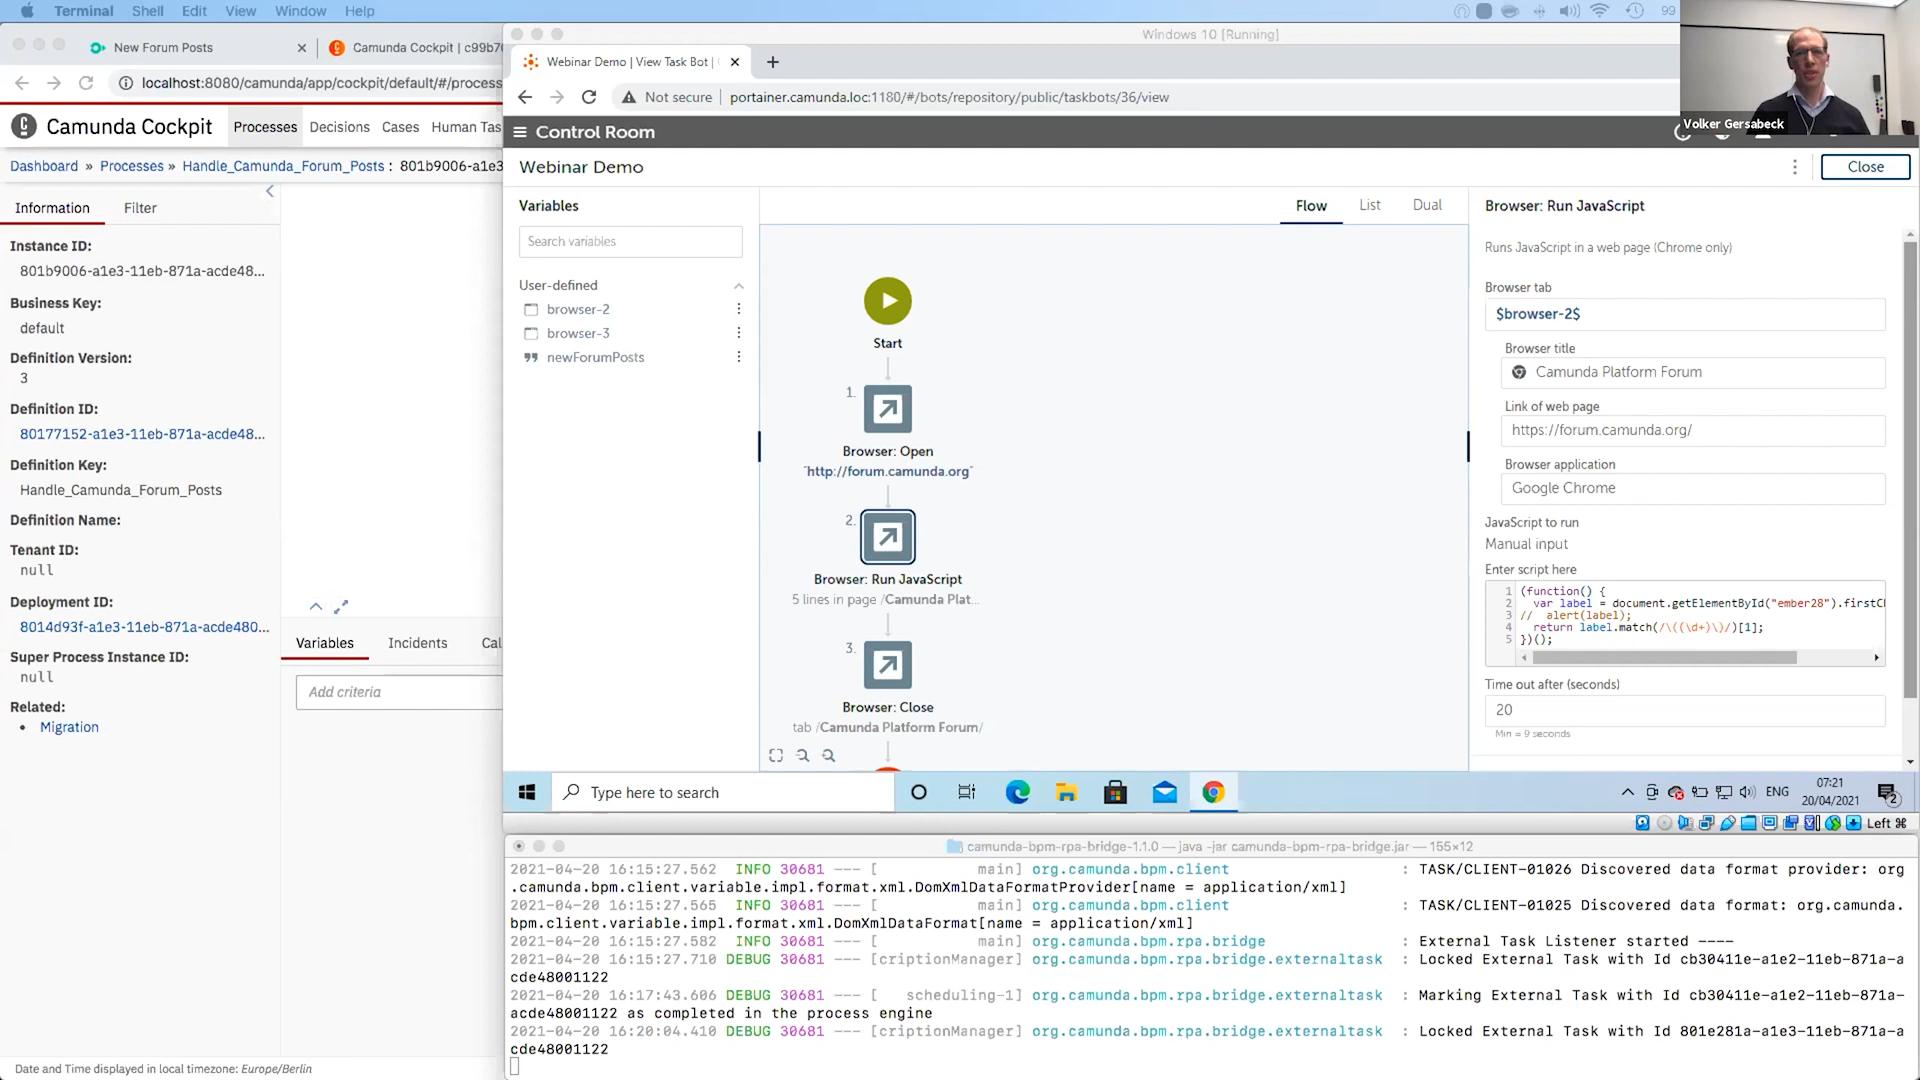 Terminal Shell Edit View Window Help 99
New Forum Posts
Camunda Cockpit | c99b70
localhost:8080/camunda/app/cockpit/default/#/process
Camunda Cockpit Processes Decisions Cases Human Tas
Dashboard » Processes » Handle_Camunda_Forum_Posts : 801b9006-a1e3
Information Filter
Instance ID:
801b9006-a1e3-11eb-871a-acde48...
Business Key:
default
Definition Version:
3
Definition ID:
80177152-a1e3-11eb-871a-acde48...
Definition Key:
Handle_Camunda_Forum_Posts
Definition Name:
Tenant ID:
null
Deployment ID:
8014d93f-a1e3-11eb-871a-acde480...
Super Process Instance ID:
null
Related:
Migration
Variables Incidents Cal
Add criteria
Date and Time displayed in local timezone: Europe/Berlin
Windows 10 [Running]
Webinar Demo | View Task Bot |
Not secure portainer.camunda.loc:1180/#/bots/repository/public/taskbots/36/view
Volker Gersabeck
Control Room
Webinar Demo
Close
Variables
Search variables
User-defined
browser-2
browser-3
newForumPosts
Flow List Dual
Start
1.
Browser: Open
"http://forum.camunda.org"
2.
Browser: Run JavaScript
5 lines in page /Camunda Plat...
3.
Browser: Close
tab /Camunda Platform Forum/
Browser: Run JavaScript
Runs JavaScript in a web page (Chrome only)
Browser tab
$browser-2$
Browser title
Camunda Platform Forum
Link of web page
https://forum.camunda.org/
Browser application
Google Chrome
JavaScript to run
Manual input
Enter script here
1 (function() {
2 var label = document.getElementById("ember28").firstCl
3 // alert(label);
4 return label.match(/\((\d+)\)/)[1];
5 })();
Time out after (seconds)
20
Min = 9 seconds
Type here to search
ENG
07:21
20/04/2021
2
Left ⌘
camunda-bpm-rpa-bridge-1.1.0 — java -jar camunda-bpm-rpa-bridge.jar — 155×12
2021-04-20 16:15:27.562 INFO 30681 --- [ main] org.camunda.bpm.client : TASK/CLIENT-01026 Discovered data format provider: org
.camunda.bpm.client.variable.impl.format.xml.DomXmlDataFormatProvider[name = application/xml]
2021-04-20 16:15:27.565 INFO 30681 --- [ main] org.camunda.bpm.client : TASK/CLIENT-01025 Discovered data format: org.camunda.
bpm.client.variable.impl.format.xml.DomXmlDataFormat[name = application/xml]
2021-04-20 16:15:27.582 INFO 30681 --- [ main] org.camunda.bpm.rpa.bridge : External Task Listener started ----
2021-04-20 16:15:27.710 DEBUG 30681 --- [criptionManager] org.camunda.bpm.rpa.bridge.externaltask : Locked External Task with Id cb30411e-a1e2-11eb-871a-a
cde48001122
2021-04-20 16:17:43.606 DEBUG 30681 --- [ scheduling-1] org.camunda.bpm.rpa.bridge.externaltask : Marking External Task with Id cb30411e-a1e2-11eb-871a-
acde48001122 as completed in the process engine
2021-04-20 16:20:04.410 DEBUG 30681 --- [criptionManager] org.camunda.bpm.rpa.bridge.externaltask : Locked External Task with Id 801e281a-a1e3-11eb-871a-a
cde48001122